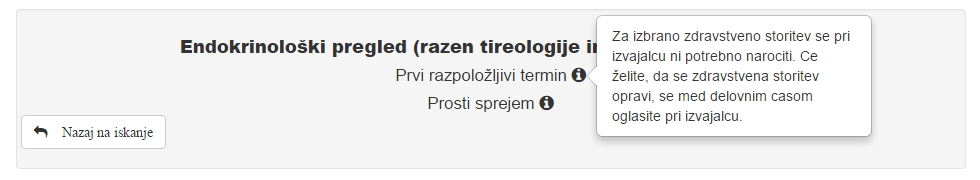 Endokrinološki pregled (razen tireologije in
Prvi razpoložljivi termin
Prosti sprejem
Za izbrano zdravstveno storitev se pri
izvajalcu ni potrebno narociti. Ce
želite, da se zdravstvena storitev
opravi, se med delovnim casom
oglasite pri izvajalcu.
Nazaj na iskanje